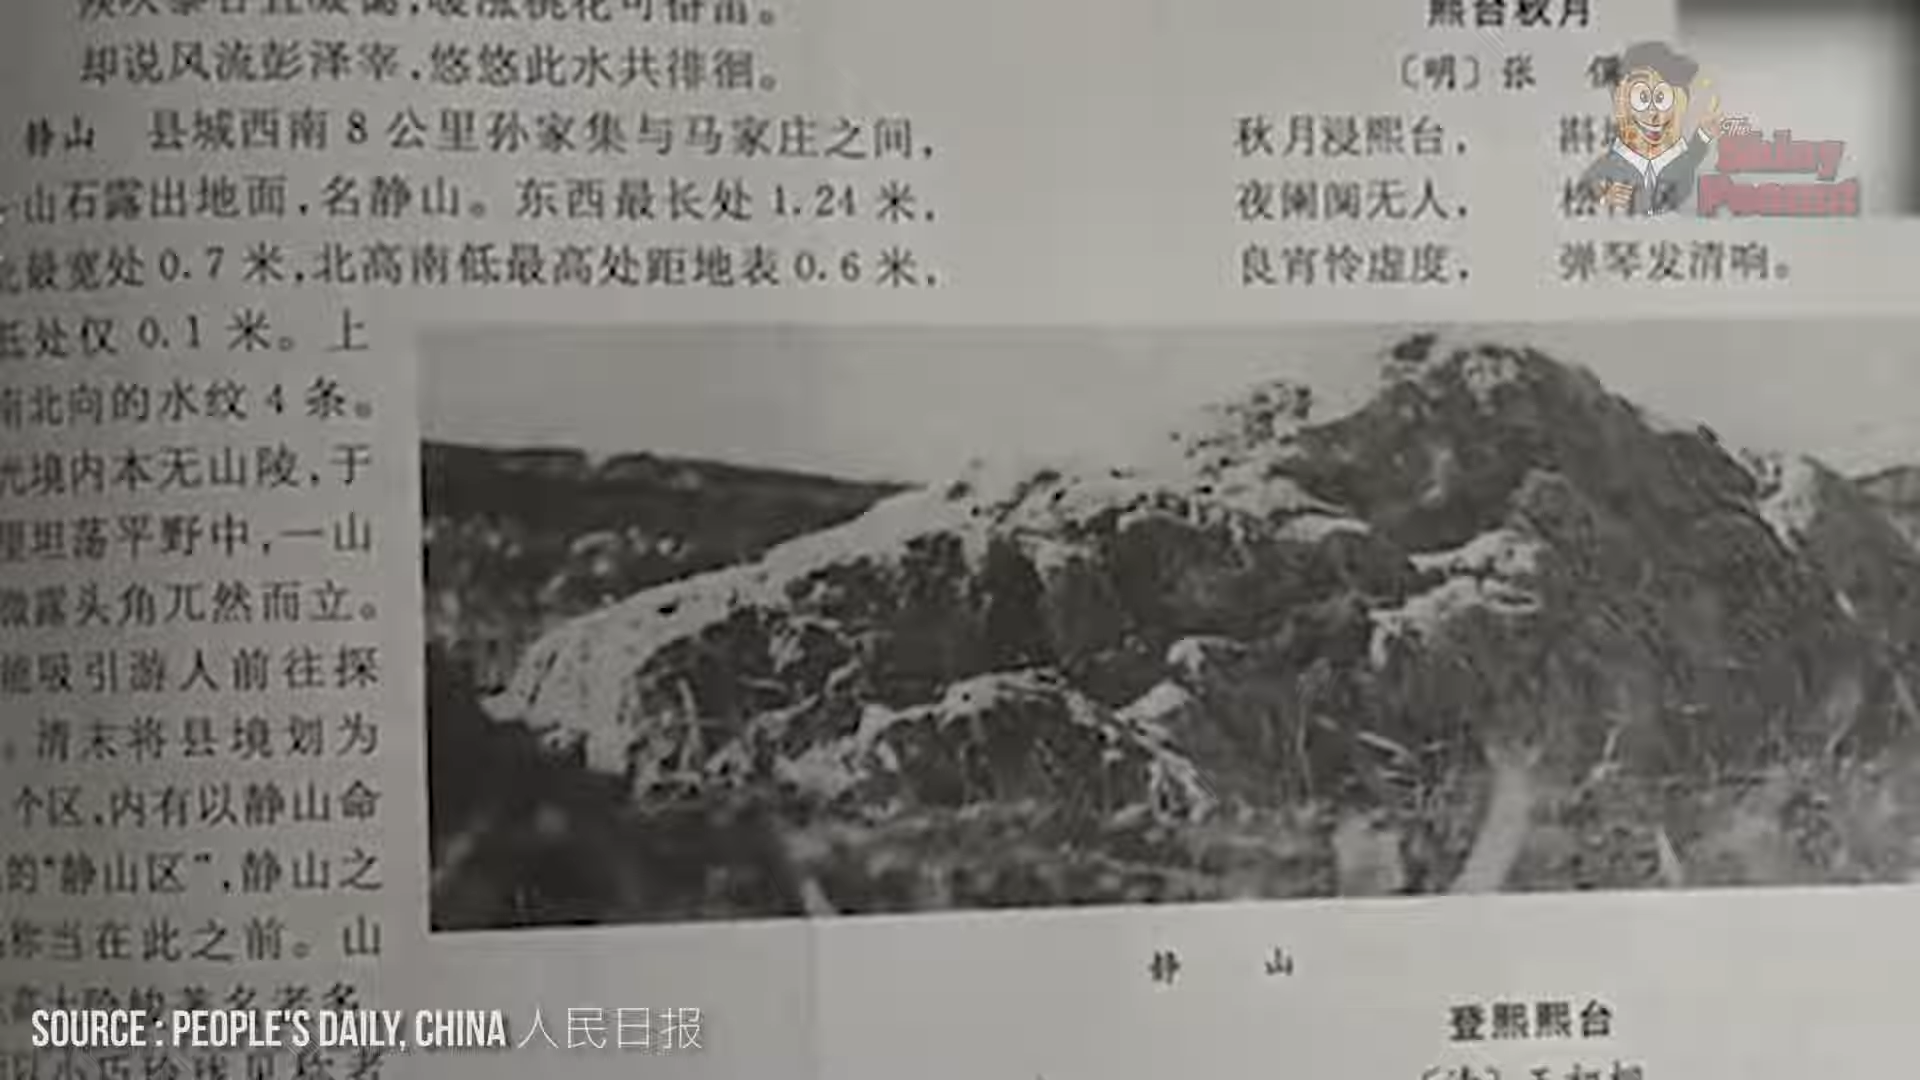 却说风流彭泽宰,悠悠此水共徘徊。
静山 县城西南8公里孙家集与马家庄之间,
山石露出地面,名静山。东西最长处1.24米,
最宽处0.7米,北高南低最高处距地表0.6米,
低处仅0.1米。上
南北向的水纹4条。
光境内本无山陵,于
坦荡平野中,一山
微露头角兀然而立。
能吸引游人前往探
。清末将县境划为
个区,内有以静山命
的“静山区”,静山之
称当在此之前。山
熙台秋月
〔明〕张
秋月浸熙台,
夜阑阒无人,
良宵怜虚度, 弹琴发清响。
静 山
登熙熙台
The Shiny Peanut
SOURCE : PEOPLE'S DAILY, CHINA 人民日报